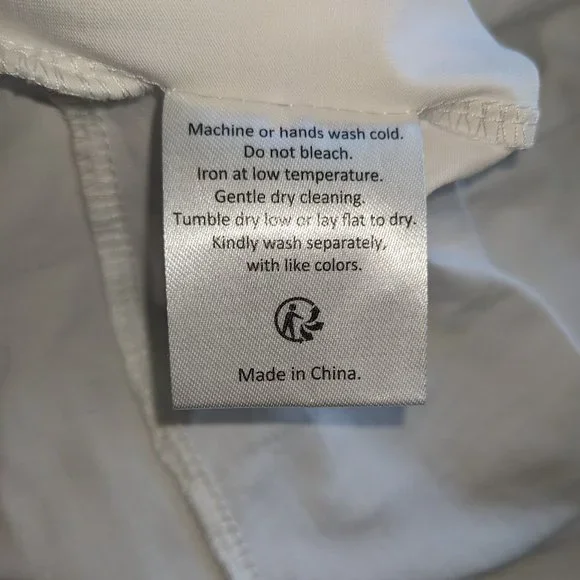 Machine or hands wash cold.
Do not bleach.
Iron at low temperature.
Gentle dry cleaning.
Tumble dry low or lay flat to dry.
Kindly wash separately,
with like colors.
Made in China.